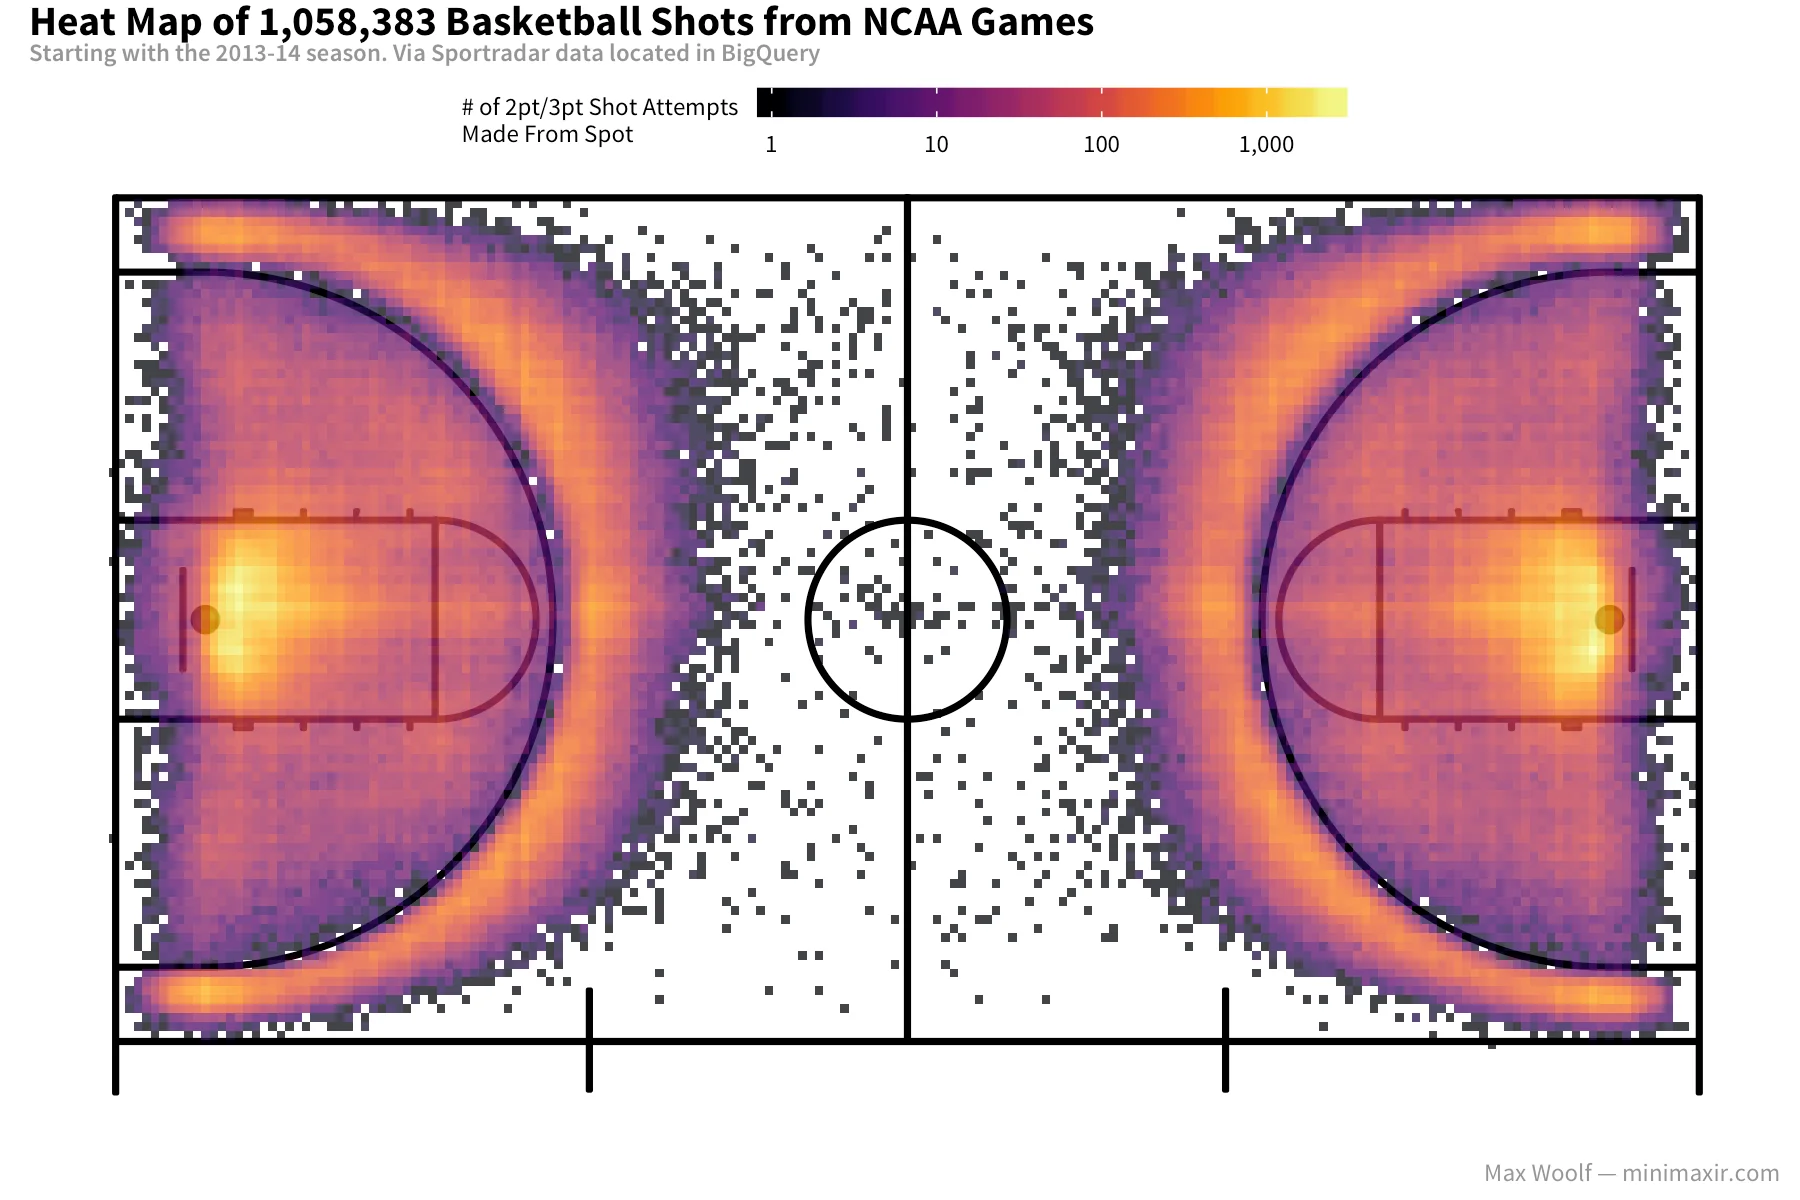 Heat Map of 1,058,383 Basketball Shots from NCAA Games
Starting with the 2013-14 season. Via Sportradar data located in BigQuery
# of 2pt/3pt Shot Attempts
Made From Spot
1 10 100 1,000
Max Woolf — minimaxir.com